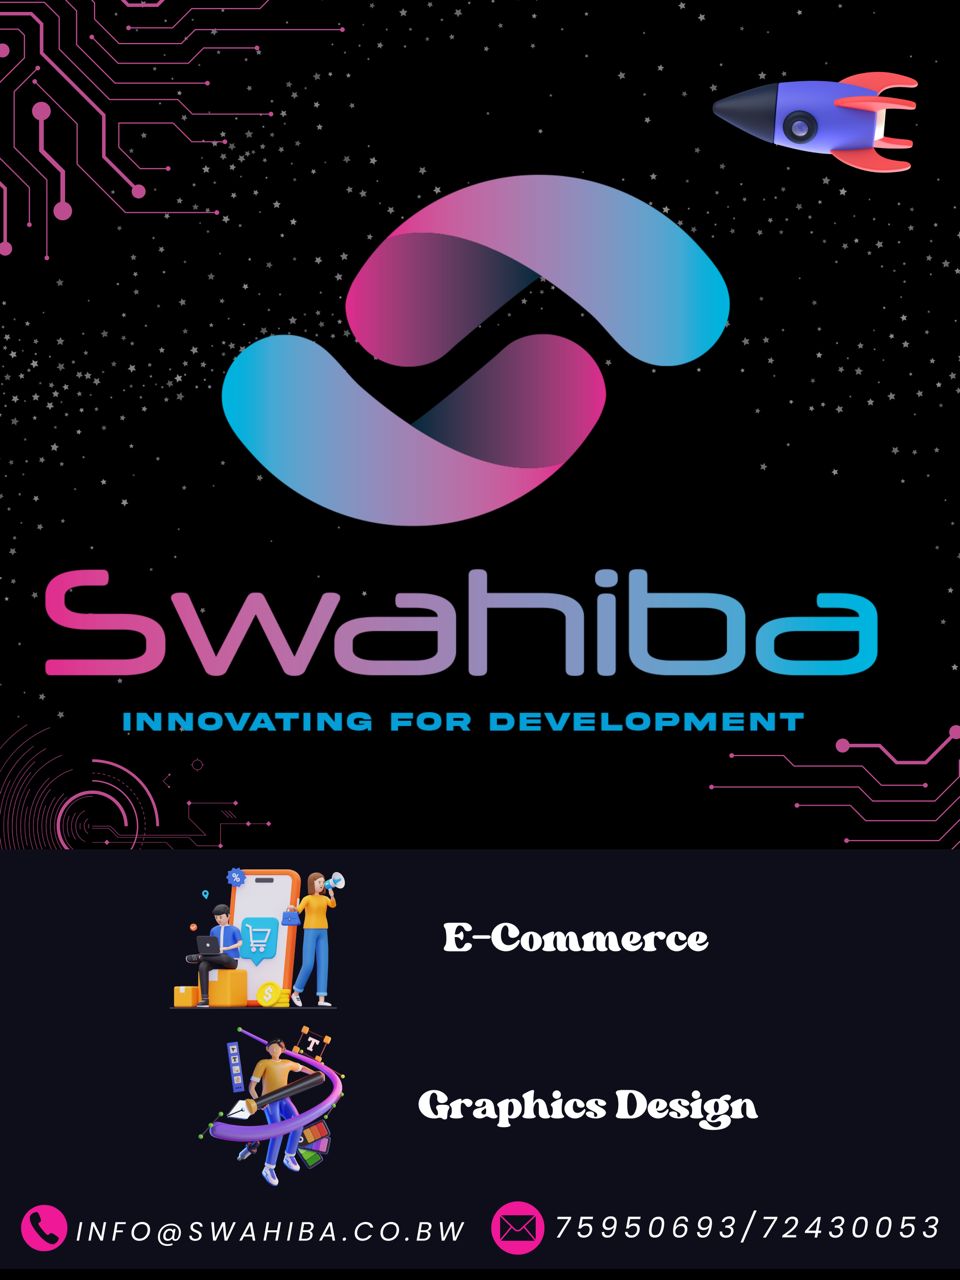 Swahiba
INNOVATING FOR DEVELOPMENT
%
$
E-Commerce
T
Graphics Design
INFO@SWAHIBA.CO.BW
75950693/72430053